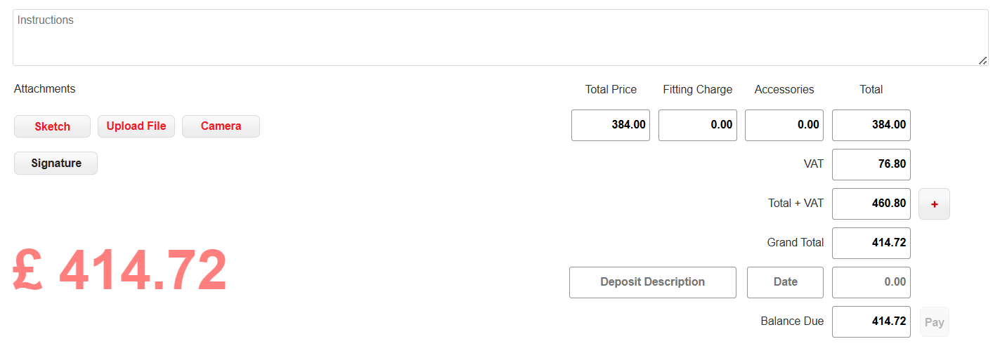 Instructions
Attachments
Total Price Fitting Charge Accessories Total
Sketch Upload File Camera
384.00 0.00 0.00 384.00
Signature
VAT 76.80
Total + VAT 460.80 +
Grand Total 414.72
£ 414.72
Deposit Description Date 0.00
Balance Due 414.72 Pay